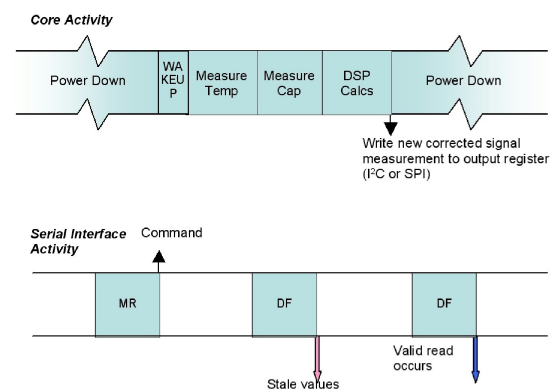 Core Activity
Power Down
WA
KEU
P
Measure
Temp
Measure
Cap
DSP
Calcs
Power Down
Write new corrected signal
measurement to output register
(I²C or SPI)
Serial Interface
Activity
Command
MR
DF
DF
Stale values
Valid read
occurs